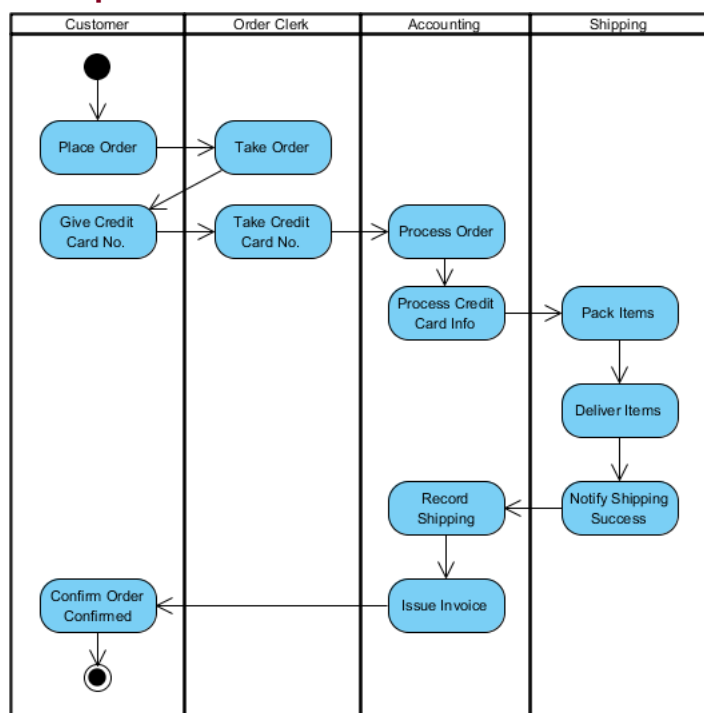 Customer
Order Clerk
Accounting
Shipping
Place Order
Take Order
Give Credit
Card No.
Take Credit
Card No.
Process Order
Process Credit
Card Info
Pack Items
Deliver Items
Record
Shipping
Notify Shipping
Success
Confirm Order
Confirmed
Issue Invoice